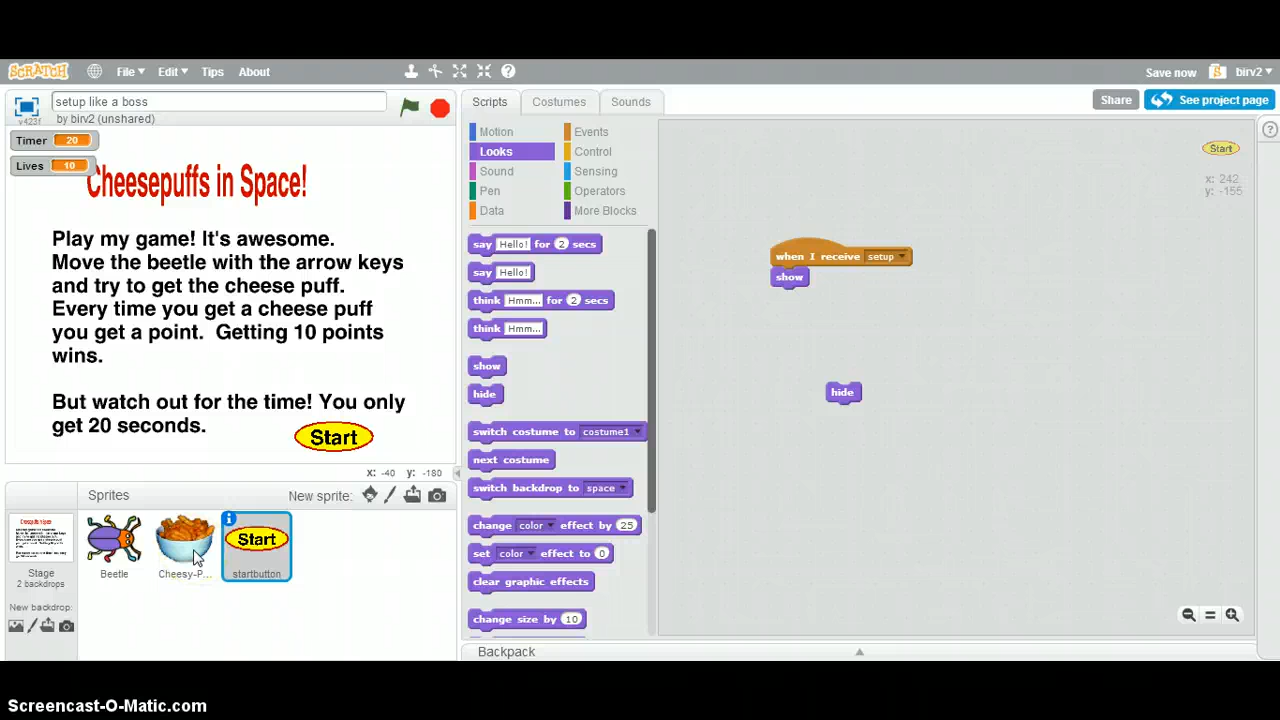 SCRATCH
File Edit Tips About
Save now birv2
setup like a boss
by birv2 (unshared)
v423f
Scripts Costumes Sounds
Share See project page
Timer 20
Lives 10
Cheesepuffs in Space!
Play my game! It's awesome.
Move the beetle with the arrow keys
and try to get the cheese puff.
Every time you get a cheese puff
you get a point. Getting 10 points
wins.
But watch out for the time! You only
get 20 seconds.
Start
x: -40 y: -180
Motion Events
Looks Control
Sound Sensing
Pen Operators
Data More Blocks
say Hello! for 2 secs
say Hello!
think Hmm... for 2 secs
think Hmm...
show
hide
switch costume to costume1
next costume
switch backdrop to space
change color effect by 25
set color effect to 0
clear graphic effects
change size by 10
when I receive setup
show
hide
Start
x: 242
y: -155
Sprites New sprite:
Stage
2 backdrops
New backdrop:
Beetle
Cheesy-P...
Start
startbutton
Backpack
Screencast-O-Matic.com